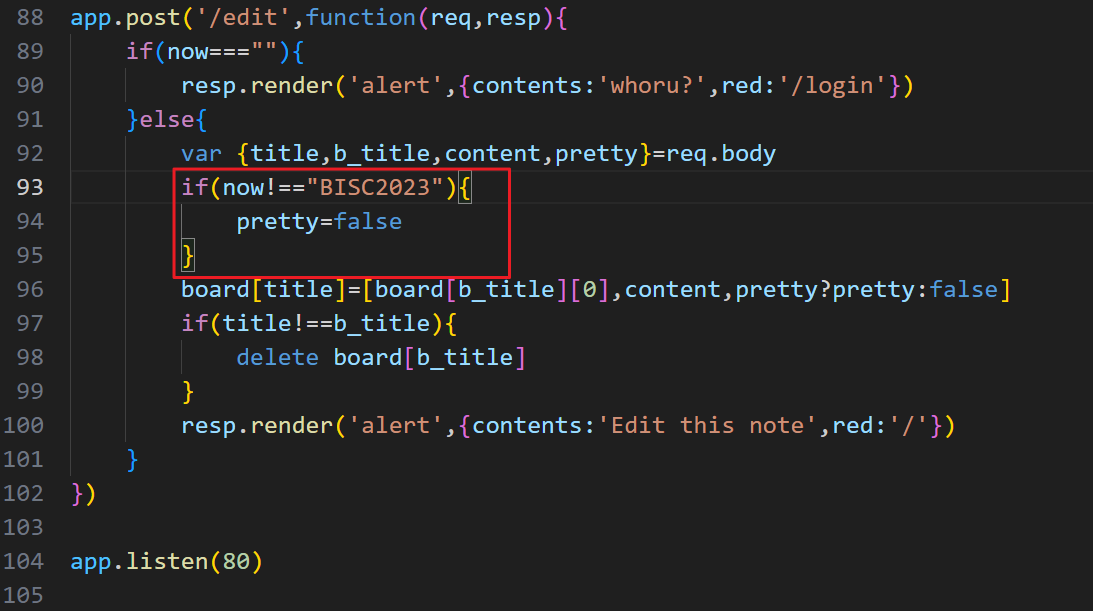 88 app.post('/edit',function(req,resp){
89     if(now===""){
90         resp.render('alert',{contents:'whoru?',red:'/login'})
91     }else{
92         var {title,b_title,content,pretty}=req.body
93         if(now!=="BISC2023"){
94             pretty=false
95         }
96         board[title]=[board[b_title][0],content,pretty?pretty:false]
97         if(title!==b_title){
98             delete board[b_title]
99         }
100         resp.render('alert',{contents:'Edit this note',red:'/'})
101     }
102 })
103
104 app.listen(80)
105